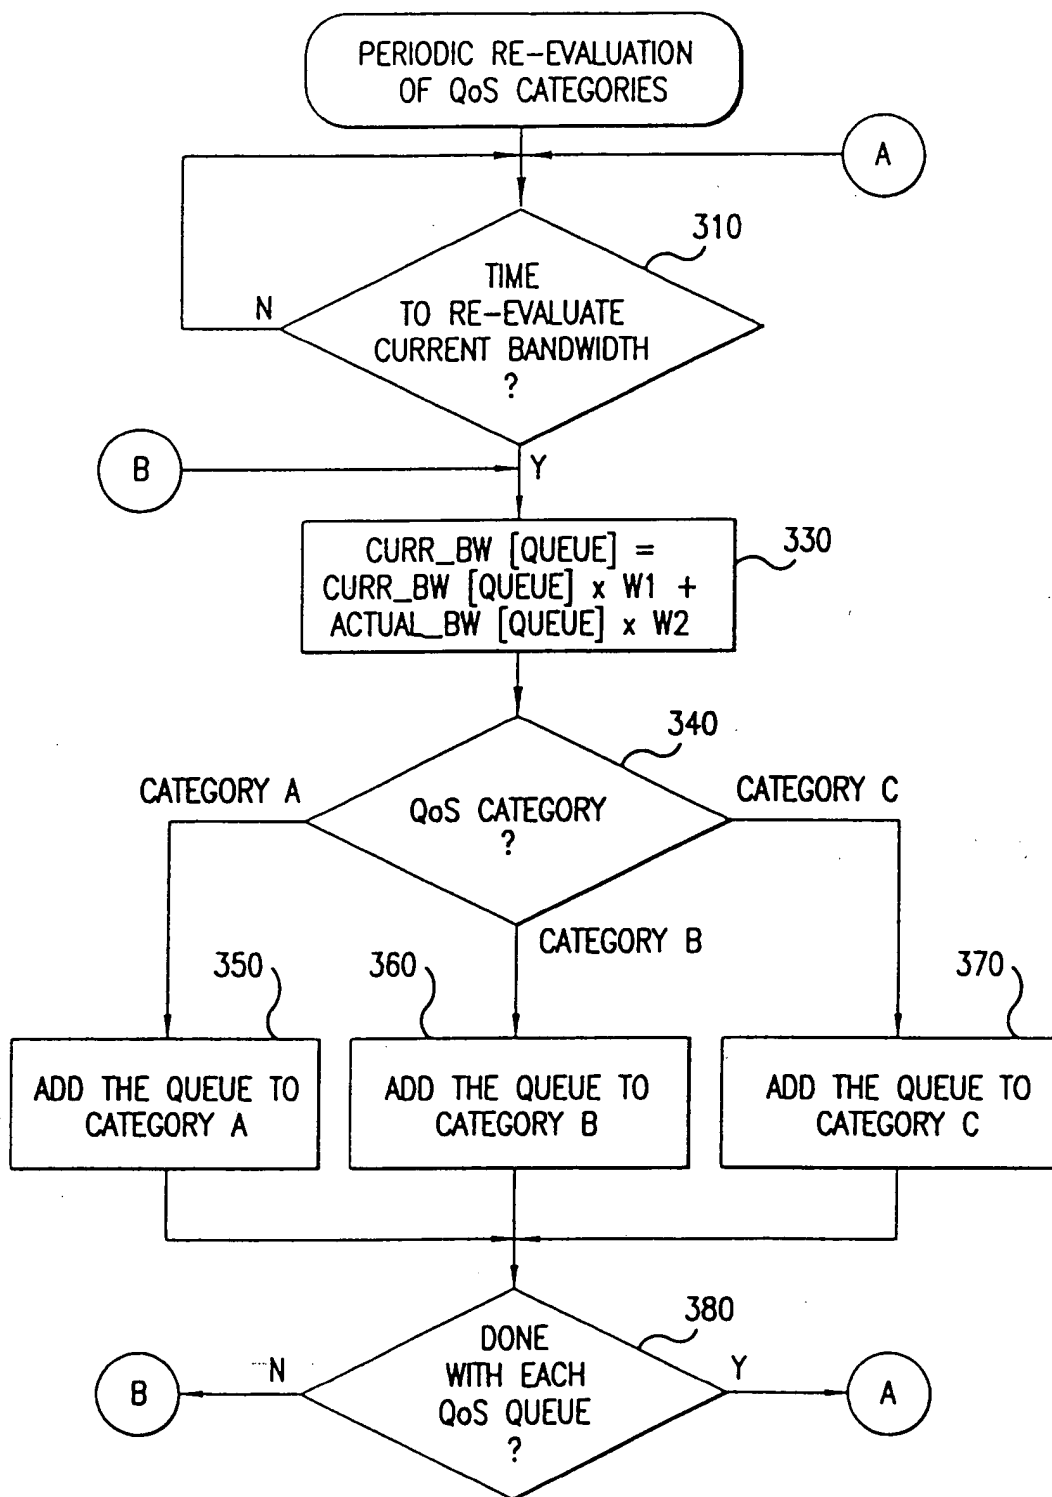 PERIODIC RE-EVALUATION
OF QoS CATEGORIES
A
310
TIME
TO RE-EVALUATE
CURRENT BANDWIDTH
?
N
B
Y
CURR_BW [QUEUE] =
CURR_BW [QUEUE] x W1 +
ACTUAL_BW [QUEUE] x W2
330
340
CATEGORY A
QoS CATEGORY
?
CATEGORY C
CATEGORY B
350
360
370
ADD THE QUEUE TO
CATEGORY A
ADD THE QUEUE TO
CATEGORY B
ADD THE QUEUE TO
CATEGORY C
380
DONE
WITH EACH
QoS QUEUE
?
B
N
Y
A